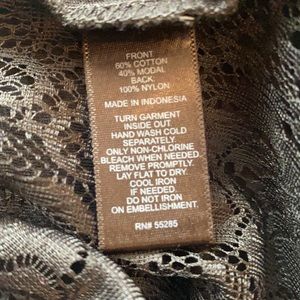 FRONT
60% COTTON
40% MODAL
BACK
100% NYLON
MADE IN INDONESIA
TURN GARMENT
INSIDE OUT
HAND WASH COLD
SEPARATELY.
ONLY NON-CHLORINE
BLEACH WHEN NEEDED.
REMOVE PROMPTLY.
LAY FLAT TO DRY.
COOL IRON
IF NEEDED.
DO NOT IRON
ON EMBELLISHMENT.
RN# 55285